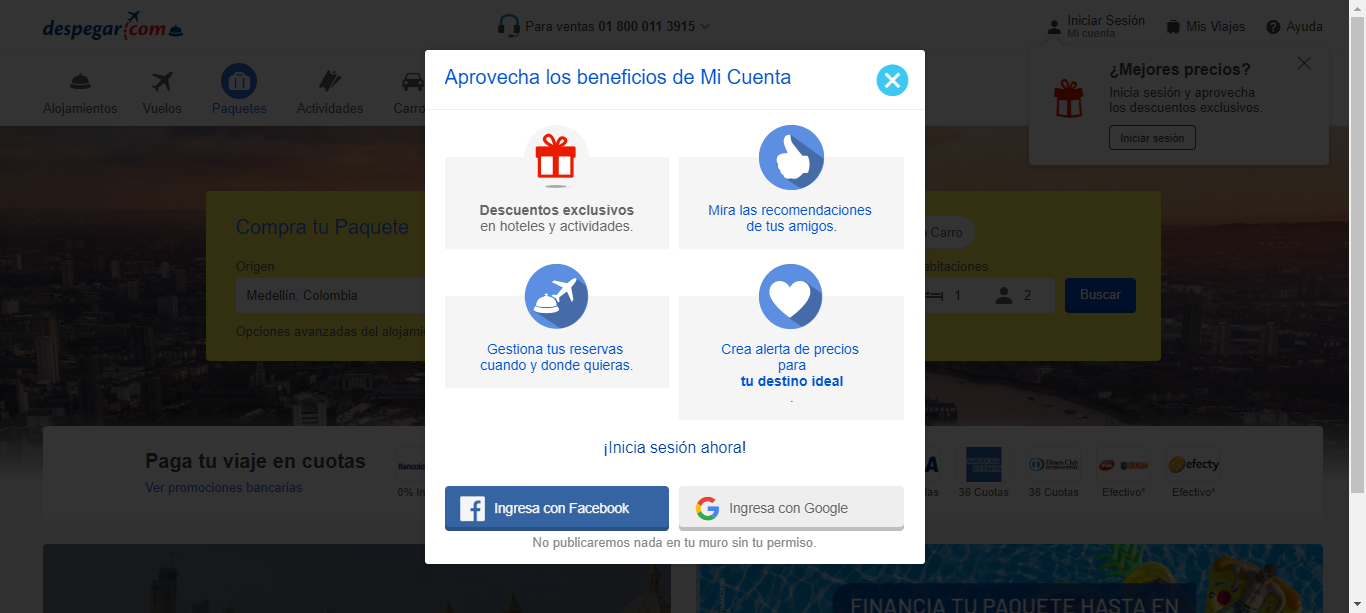 despegar.com
Para ventas 01 800 011 3915
Iniciar Sesión
Mi cuenta
Mis Viajes
Ayuda
Alojamientos
Vuelos
Paquetes
Actividades
Carro
¿Mejores precios?
Inicia sesión y aprovecha
los descuentos exclusivos.
Iniciar sesión
Aprovecha los beneficios de Mi Cuenta
Descuentos exclusivos
en hoteles y actividades.
Mira las recomendaciones
de tus amigos.
Gestiona tus reservas
cuando y donde quieras.
Crea alerta de precios
para
tu destino ideal
.
¡Inicia sesión ahora!
Ingresa con Facebook
Ingresa con Google
No publicaremos nada en tu muro sin tu permiso.
Compra tu Paquete
Carro
Origen
Medellín, Colombia
1
2
Buscar
Opciones avanzadas del
Paga tu viaje en cuotas
Ver promociones bancarias
0%
36 Cuotas
36 Cuotas
Diners Club
INTERNATIONAL
Efectivo*
efecty
Efectivo*
FINANCIA TU PAQUETE HASTA EN